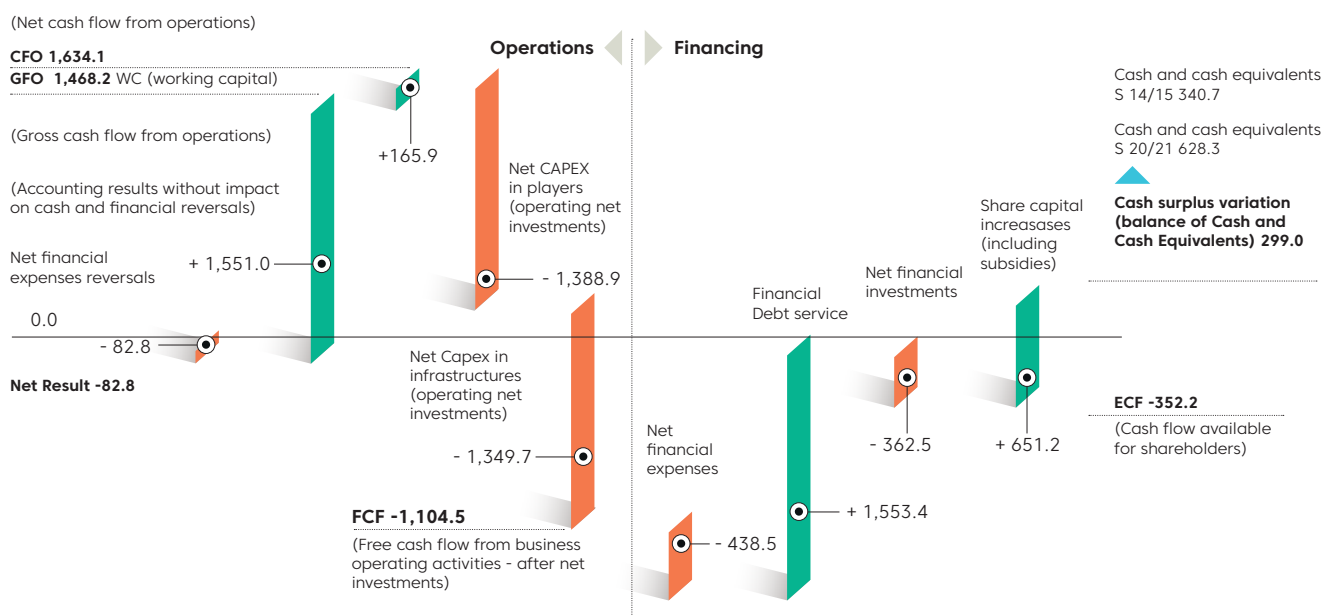 (Net cash flow from operations)
CFO 1,634.1
GFO 1,468.2 WC (working capital)
(Gross cash flow from operations)
(Accounting results without impact
on cash and financial reversals)
Net financial
expenses reversals
+ 1,551.0
0.0
- 82.8
Net Result -82.8
+165.9
Operations
Financing
Net CAPEX
in players
(operating net
investments)
- 1,388.9
Net Capex in
infrastructures
(operating net
investments)
- 1,349.7
FCF -1,104.5
(Free cash flow from business
operating activities - after net
investments)
Net
financial
expenses
- 438.5
Financial
Debt service
+ 1,553.4
Net financial
investments
- 362.5
Share capital
increasases
(including
subsidies)
+ 651.2
Cash and cash equivalents
S 14/15 340.7
Cash and cash equivalents
S 20/21 628.3
Cash surplus variation
(balance of Cash and
Cash Equivalents) 299.0
ECF -352.2
(Cash flow available
for shareholders)